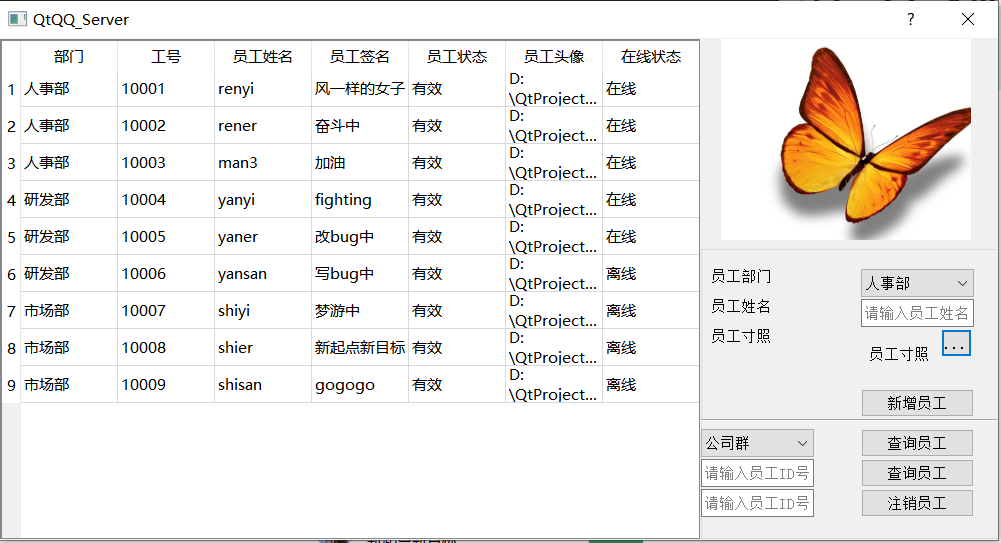 QtQQ_Server
部门 工号 员工姓名 员工签名 员工状态 员工头像 在线状态
1 人事部 10001 renyi 风一样的女子 有效 D:\QtProject... 在线
2 人事部 10002 rener 奋斗中 有效 D:\QtProject... 在线
3 人事部 10003 man3 加油 有效 D:\QtProject... 在线
4 研发部 10004 yanyi fighting 有效 D:\QtProject... 在线
5 研发部 10005 yaner 改bug中 有效 D:\QtProject... 在线
6 研发部 10006 yansan 写bug中 有效 D:\QtProject... 离线
7 市场部 10007 shiyi 梦游中 有效 D:\QtProject... 离线
8 市场部 10008 shier 新起点新目标 有效 D:\QtProject... 离线
9 市场部 10009 shisan gogogo 有效 D:\QtProject... 离线
员工部门 人事部
员工姓名 请输入员工姓名
员工寸照
员工寸照 ...
新增员工
公司群 查询员工
请输入员工ID号 查询员工
请输入员工ID号 注销员工